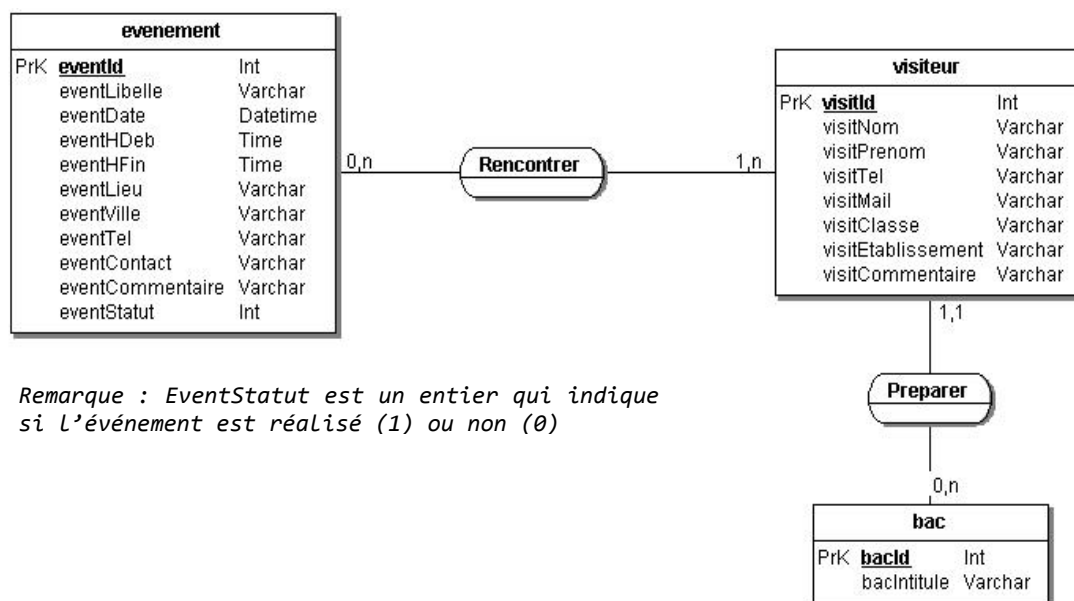 evenement
PrK eventId Int
eventLibelle Varchar
eventDate Datetime
eventHDeb Time
eventHFin Time
eventLieu Varchar
eventVille Varchar
eventTel Varchar
eventContact Varchar
eventCommentaire Varchar
eventStatut Int
0,n
Rencontrer
1,n
visiteur
PrK visitId Int
visitNom Varchar
visitPrenom Varchar
visitTel Varchar
visitMail Varchar
visitClasse Varchar
visitEtablissement Varchar
visitCommentaire Varchar
1,1
Preparer
0,n
bac
PrK bacId Int
bacIntitule Varchar
Remarque : EventStatut est un entier qui indique
si l’événement est réalisé (1) ou non (0)